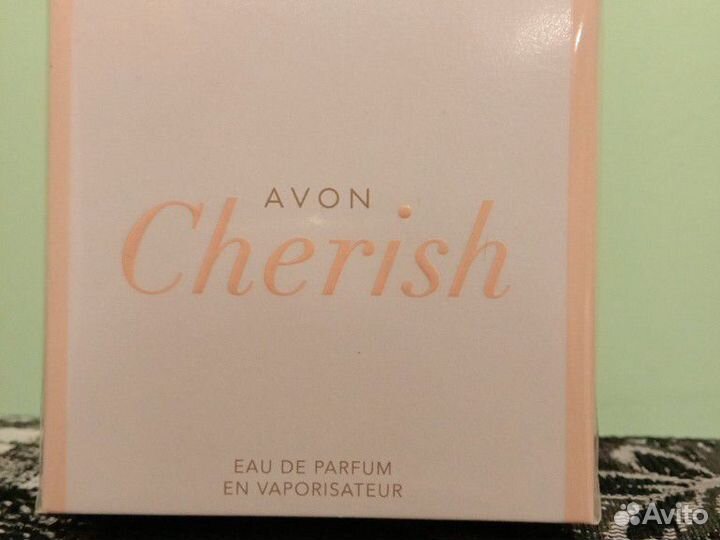 AVON
Cherish
EAU DE PARFUM
EN VAPORISATEUR
Avito